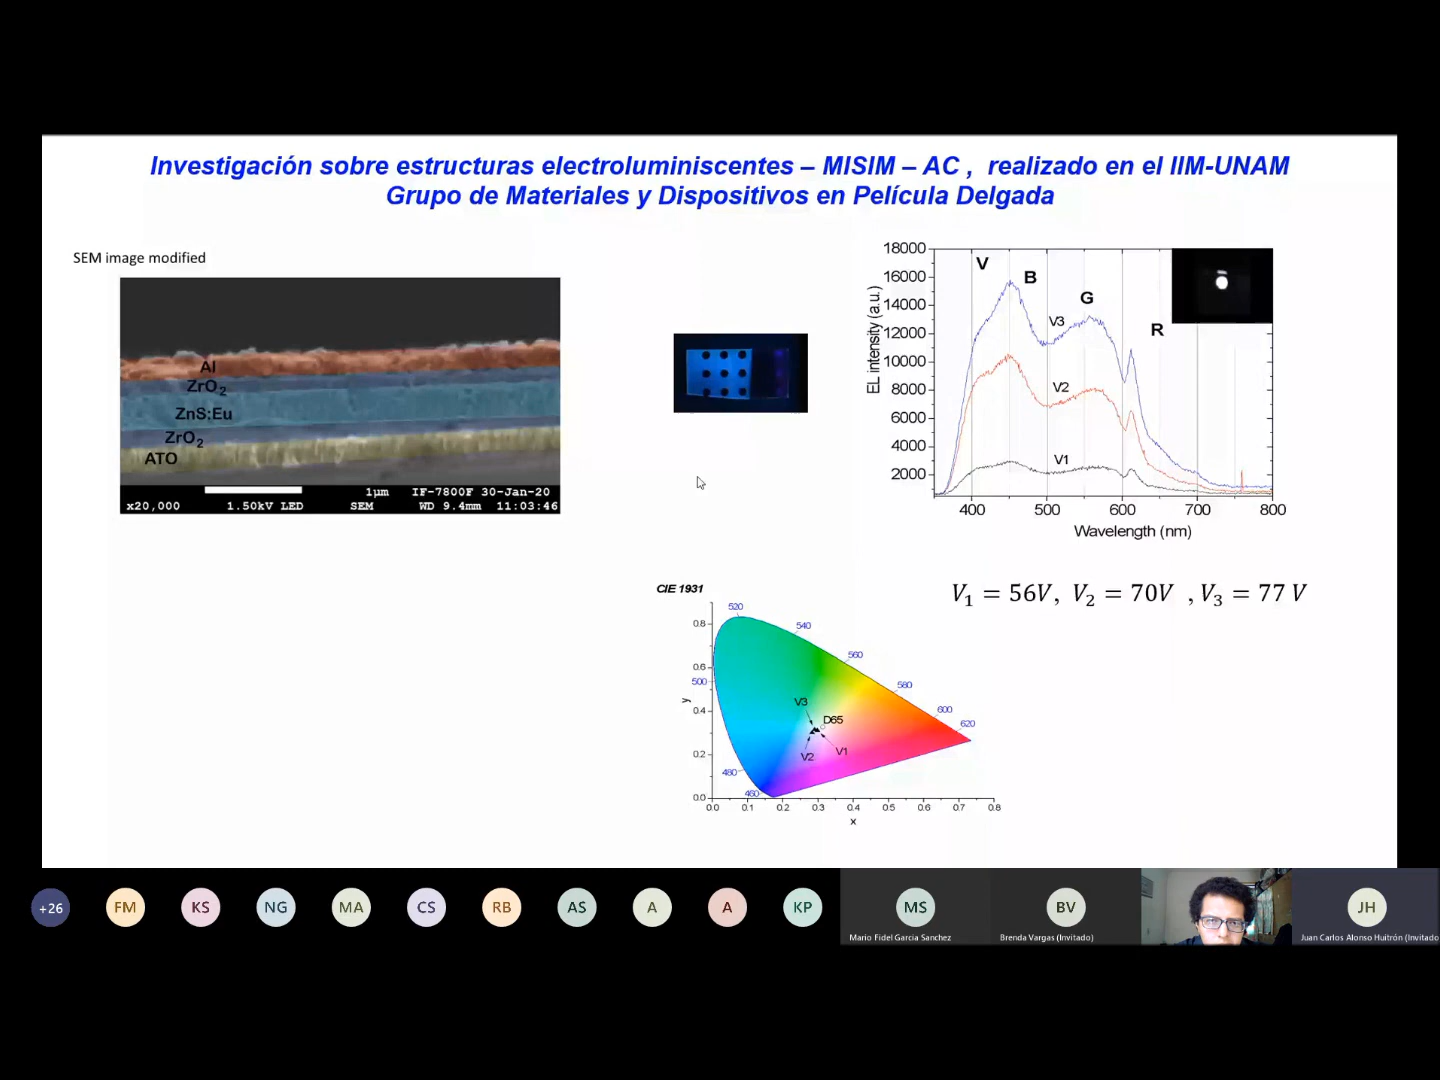 Investigación sobre estructuras electroluminiscentes – MISIM – AC , realizado en el IIM-UNAM
Grupo de Materiales y Dispositivos en Película Delgada
SEM image modified
Al
ZrO2
ZnS:Eu
ZrO2
ATO
1µm IF-7800F 30-Jan-20
x20,000 1.50kV LED SEM WD 9.4mm 11:03:46
18000
16000
14000
12000
10000
8000
6000
4000
2000
EL intensity (a.u.)
V
B
G
R
V3
V2
V1
400 500 600 700 800
Wavelength (nm)
V1 = 56V, V2 = 70V , V3 = 77 V
CIE 1931
520
540
560
580
600
620
500
480
460
0.8
0.6
0.4
0.2
0.0
y
V3
D65
V2
V1
0.0 0.1 0.2 0.3 0.4 0.5 0.6 0.7 0.8
x
+26 FM KS NG MA CS RB AS A A KP MS BV JH
Mario Fidel Garcia Sanchez
Brenda Vargas (Invitado)
Juan Carlos Alonso Huitrón (Invitado